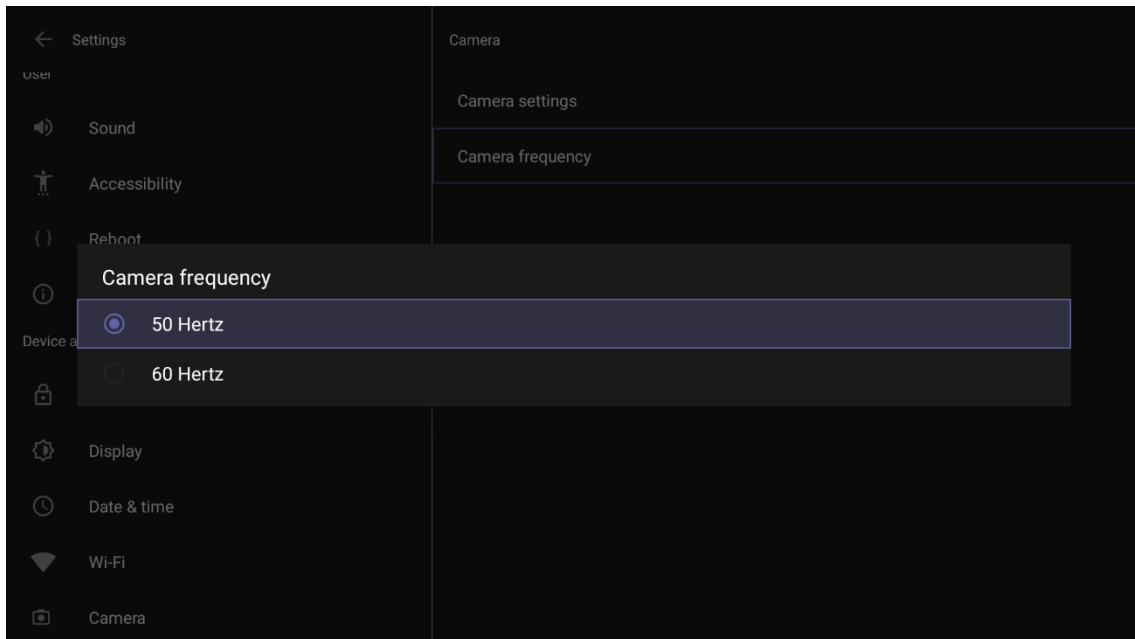 Settings
User
Sound
Accessibility
{ } Reboot
Device a
Display
Date & time
Wi-Fi
Camera
Camera
Camera settings
Camera frequency
Camera frequency
50 Hertz
60 Hertz